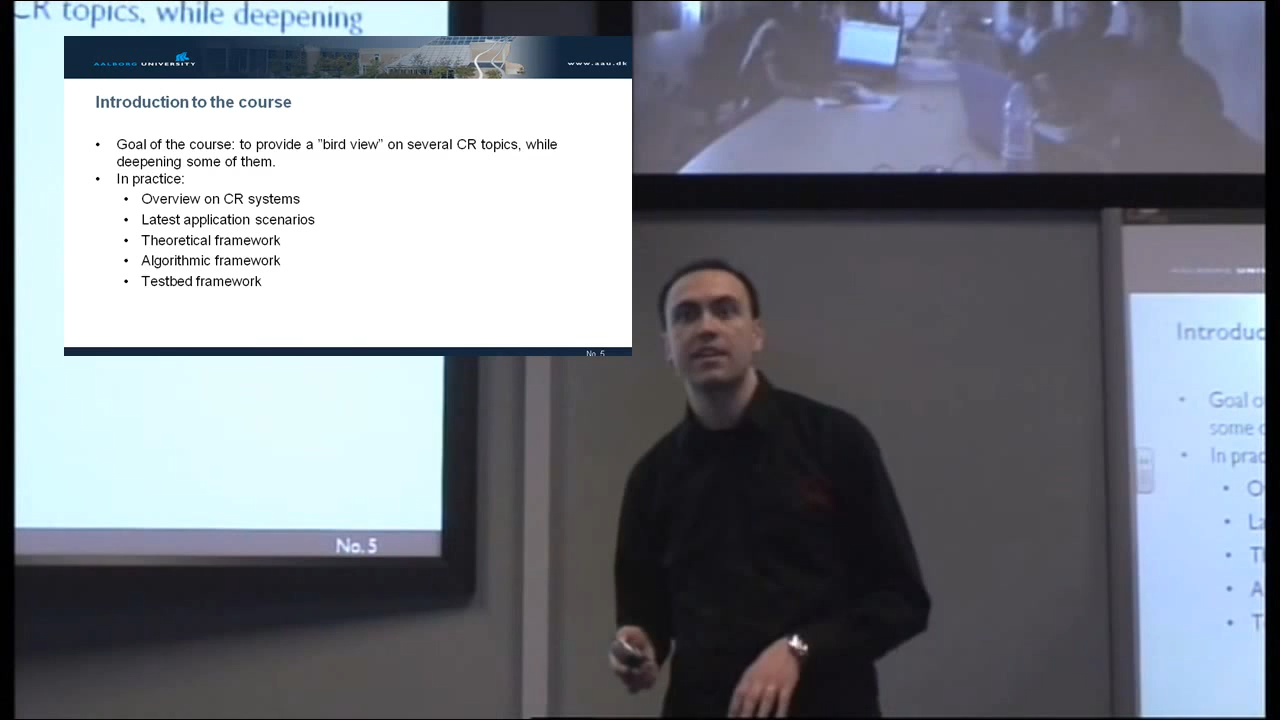 CR topics, while deepening
AALBORG UNIVERSITY
www.aau.dk
Introduction to the course
• Goal of the course: to provide a "bird view" on several CR topics, while
deepening some of them.
• In practice:
• Overview on CR systems
• Latest application scenarios
• Theoretical framework
• Algorithmic framework
• Testbed framework
No. 5
No. 5
AALBORG UNI
Introduc
• Goal o
some
• In prac
• O
• La
• T
• A
• T